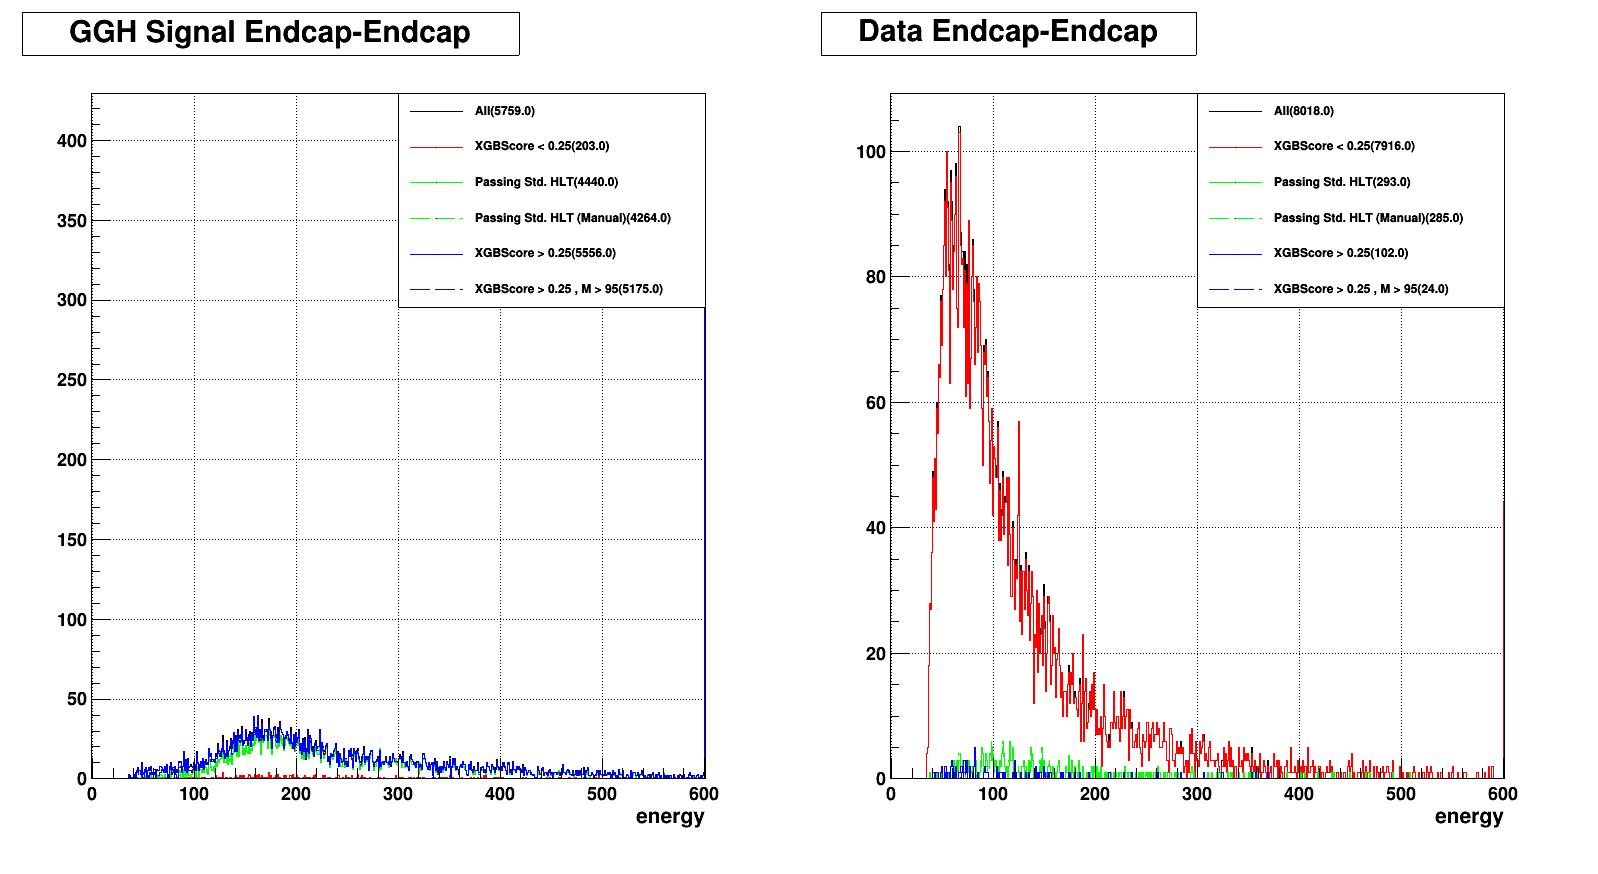 GGH Signal Endcap-Endcap
All(5759.0)
XGBScore < 0.25(203.0)
Passing Std. HLT(4440.0)
Passing Std. HLT (Manual)(4264.0)
XGBScore > 0.25(5556.0)
XGBScore > 0.25 , M > 95(5175.0)
400
350
300
250
200
150
100
50
0
0 100 200 300 400 500 600
energy
Data Endcap-Endcap
All(8018.0)
XGBScore < 0.25(7916.0)
Passing Std. HLT(293.0)
Passing Std. HLT (Manual)(285.0)
XGBScore > 0.25(102.0)
XGBScore > 0.25 , M > 95(24.0)
100
80
60
40
20
0
0 100 200 300 400 500 600
energy